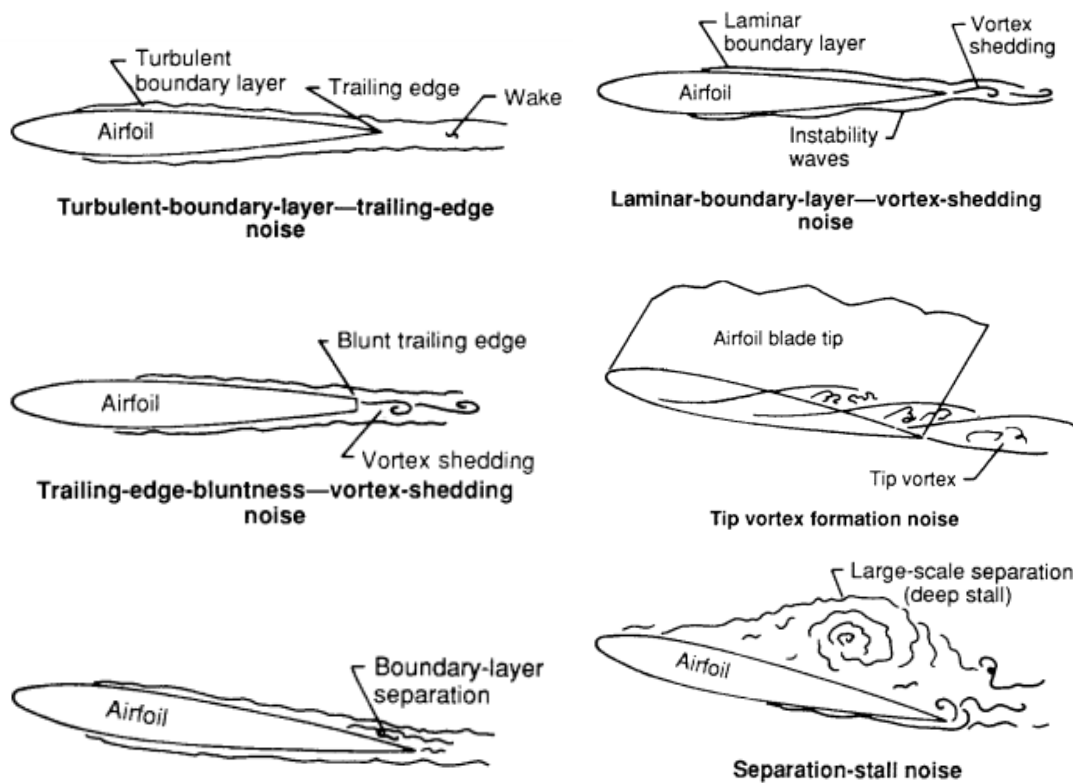 Turbulent
boundary layer
Trailing edge
Wake
Airfoil
Turbulent-boundary-layer—trailing-edge
noise
Laminar
boundary layer
Vortex
shedding
Airfoil
Instability
waves
Laminar-boundary-layer—vortex-shedding
noise
Blunt trailing edge
Airfoil
Vortex shedding
Trailing-edge-bluntness—vortex-shedding
noise
Airfoil blade tip
Tip vortex
Tip vortex formation noise
Boundary-layer
separation
Airfoil
Large-scale separation
(deep stall)
Airfoil
Separation-stall noise